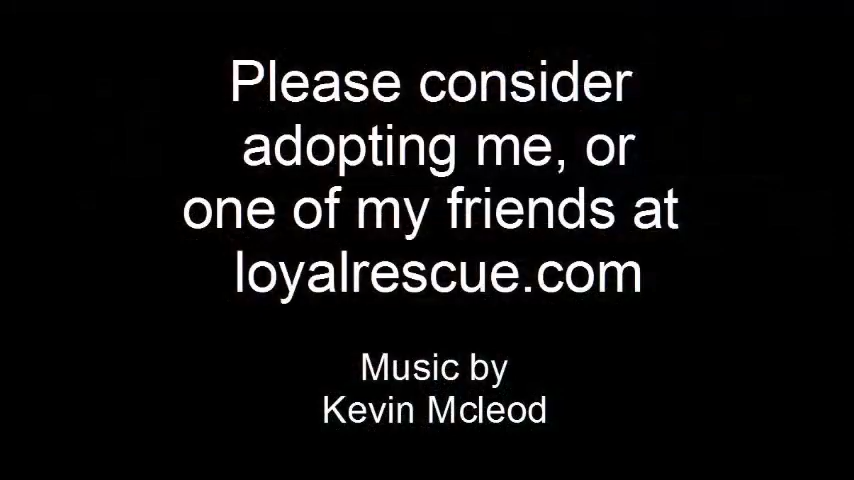 Please consider
adopting me, or
one of my friends at
loyalrescue.com
Music by
Kevin Mcleod